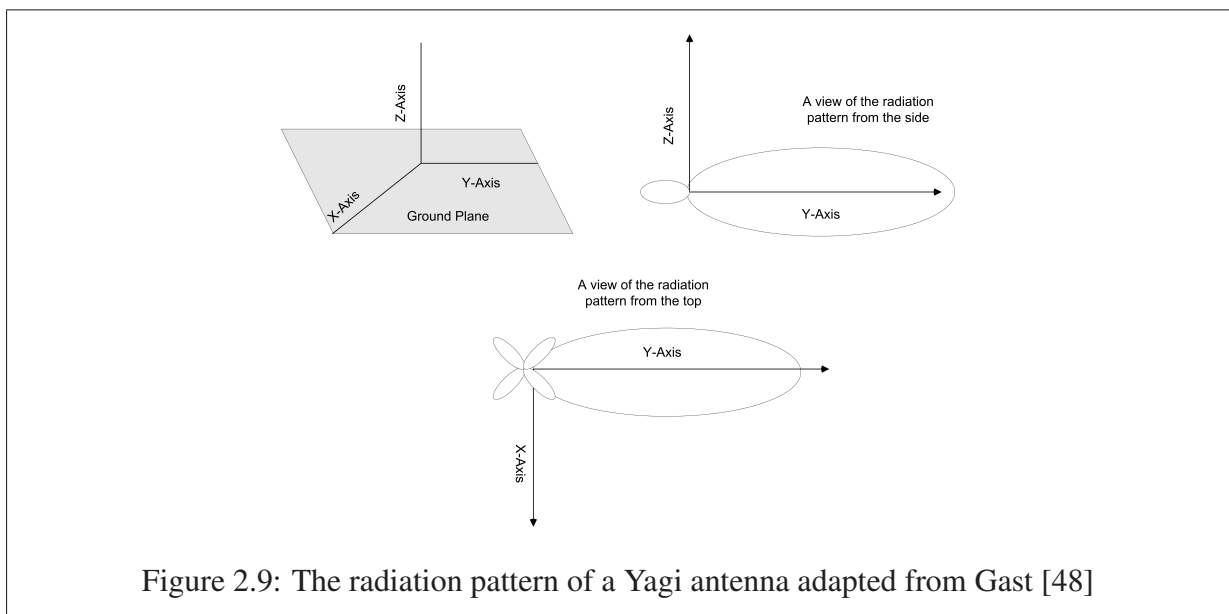 Z-Axis
Y-Axis
X-Axis
Ground Plane
A view of the radiation
pattern from the side
Z-Axis
Y-Axis
A view of the radiation
pattern from the top
Y-Axis
X-Axis
Figure 2.9: The radiation pattern of a Yagi antenna adapted from Gast [48]